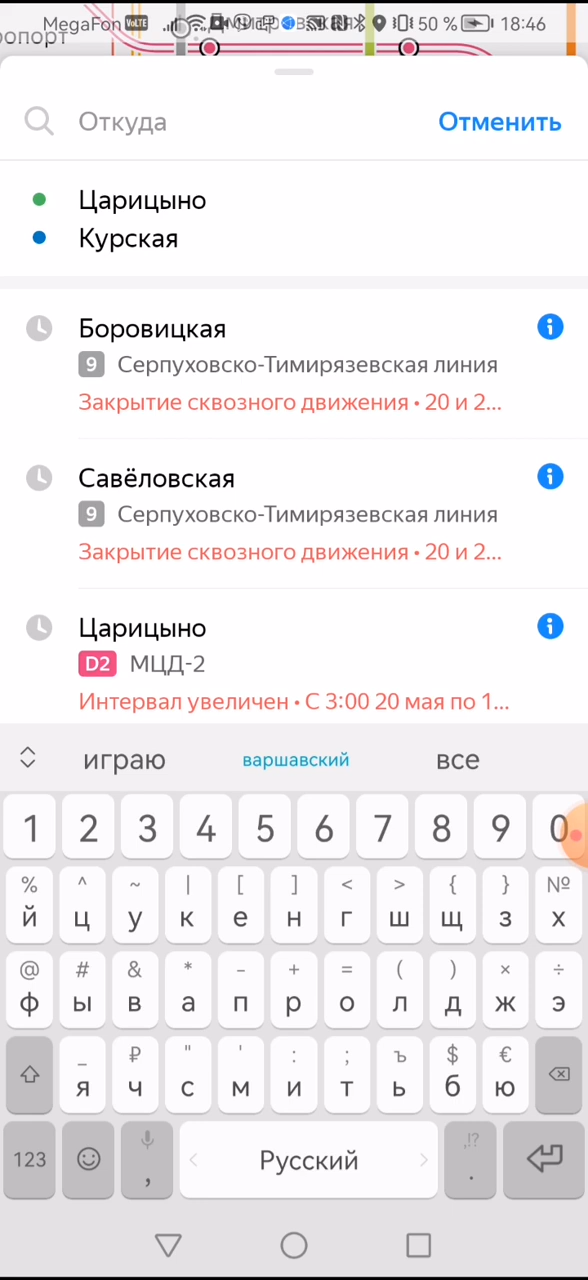 MegaFon VoLTE 50 % 18:46
Откуда Отменить
Царицыно
Курская
Боровицкая
9 Серпуховско-Тимирязевская линия
Закрытие сквозного движения • 20 и 2...
Савёловская
9 Серпуховско-Тимирязевская линия
Закрытие сквозного движения • 20 и 2...
Царицыно
D2 МЦД-2
Интервал увеличен • С 3:00 20 мая по 1...
играю варшавский все
1 2 3 4 5 6 7 8 9 0
% ^ ~ | [ ] < > { } №
й ц у к е н г ш щ з х
@ # & * - + = ( ) × ÷
ф ы в а п р о л д ж э
_ ₽ " ' : ; ъ $ €
я ч с м и т ь б ю
,!?
123 , Русский .